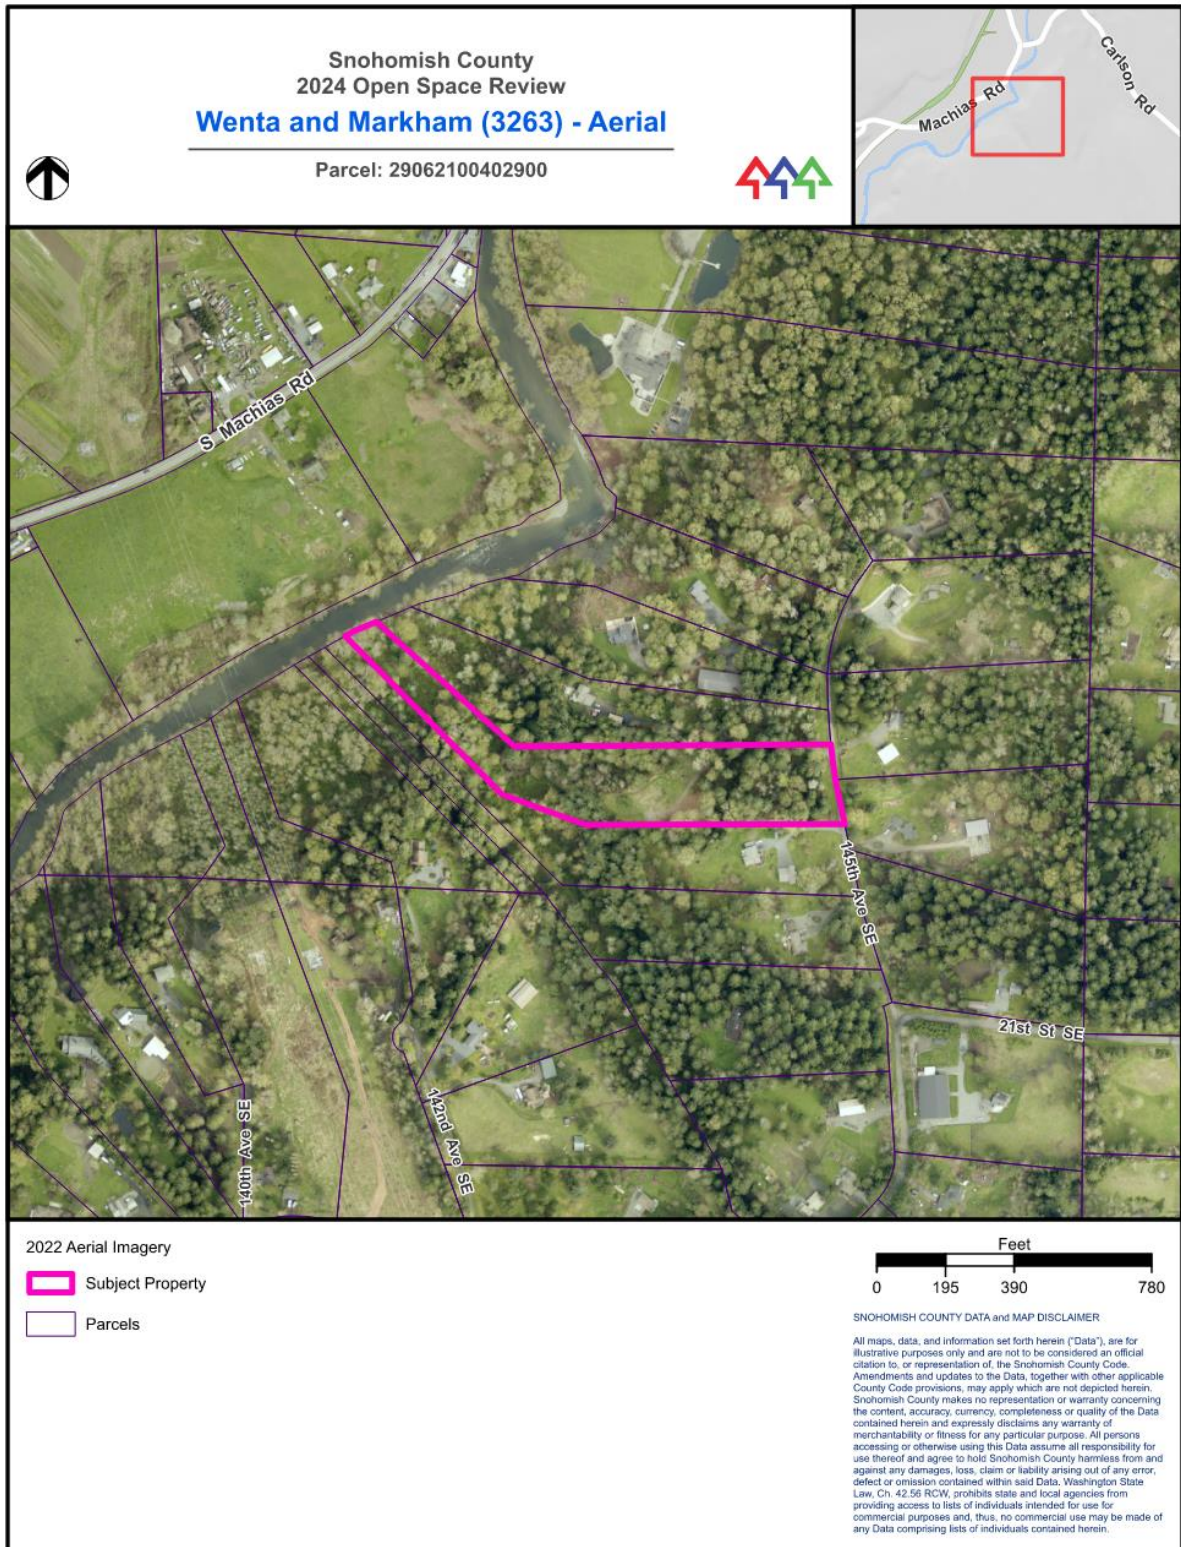 Snohomish County
2024 Open Space Review
Wenta and Markham (3263) - Aerial
Parcel: 29062100402900
Machias Rd
Carlson Rd
S Machias Rd
145th Ave SE
21st St SE
142nd Ave SE
140th Ave SE
2022 Aerial Imagery
Subject Property
Parcels
Feet
0 195 390 780
SNOHOMISH COUNTY DATA and MAP DISCLAIMER
All maps, data, and information set forth herein ("Data"), are for
illustrative purposes only and are not to be considered an official
citation to, or representation of, the Snohomish County Code.
Amendments and updates to the Data, together with other applicable
County Code provisions, may apply which are not depicted herein.
Snohomish County makes no representation or warranty concerning
the content, accuracy, currency, completeness or quality of the Data
contained herein and expressly disclaims any warranty of
merchantability or fitness for any particular purpose. All persons
accessing or otherwise using this Data assume all responsibility for
use thereof and agree to hold Snohomish County harmless from and
against any damages, loss, claim or liability arising out of any error,
defect or omission contained within said Data. Washington State
Law, Ch. 42.56 RCW, prohibits state and local agencies from
providing access to lists of individuals intended for use for
commercial purposes and, thus, no commercial use may be made of
any Data comprising lists of individuals contained herein.